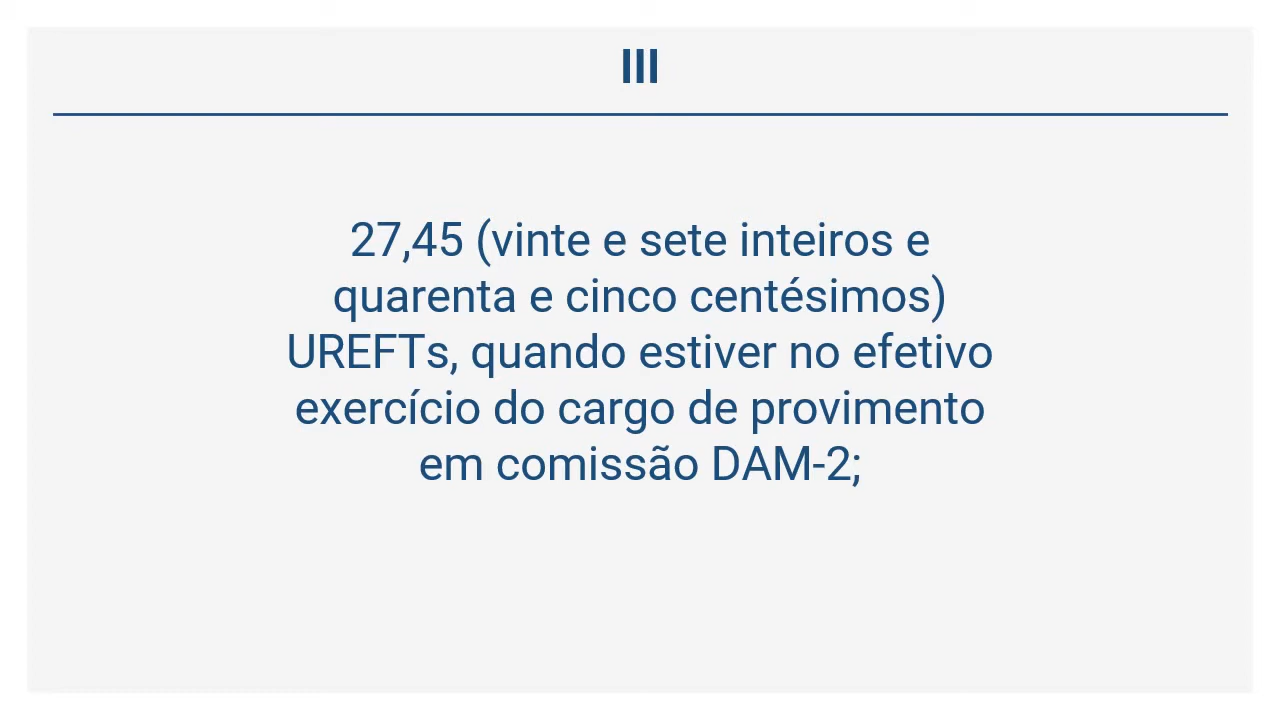 III
27,45 (vinte e sete inteiros e
quarenta e cinco centésimos)
UREFTs, quando estiver no efetivo
exercício do cargo de provimento
em comissão DAM-2;